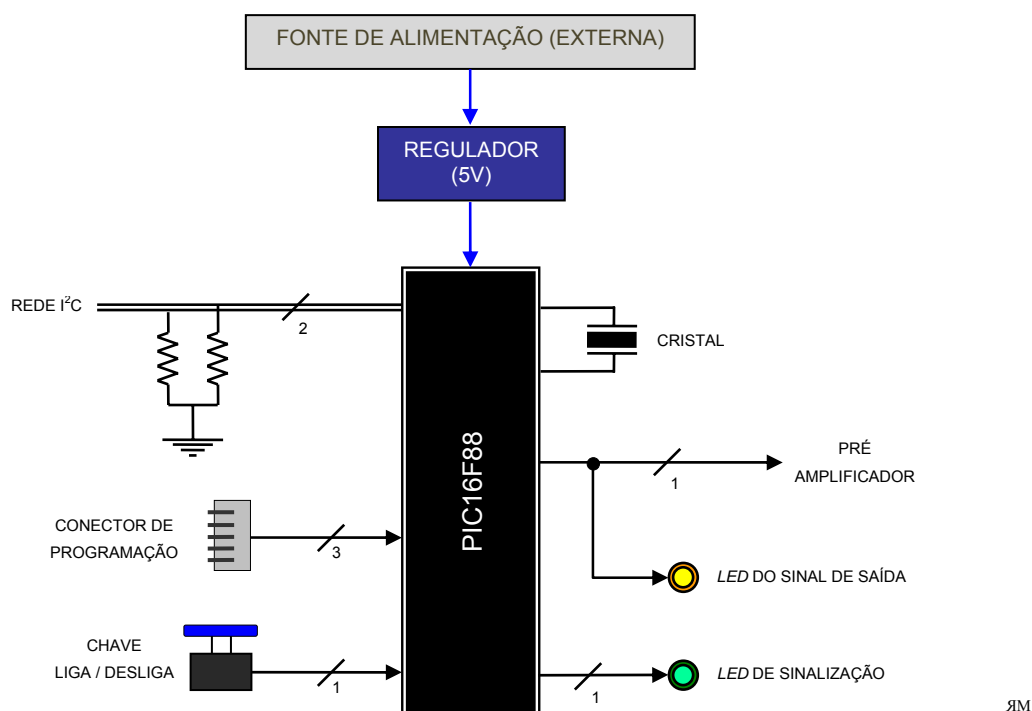 FONTE DE ALIMENTAÇÃO (EXTERNA)
REGULADOR
(5V)
REDE I²C
2
CRISTAL
PIC16F88
PRÉ
AMPLIFICADOR
1
CONECTOR DE
PROGRAMAÇÃO
3
LED DO SINAL DE SAÍDA
CHAVE
LIGA / DESLIGA
1
LED DE SINALIZAÇÃO
1
ЯM